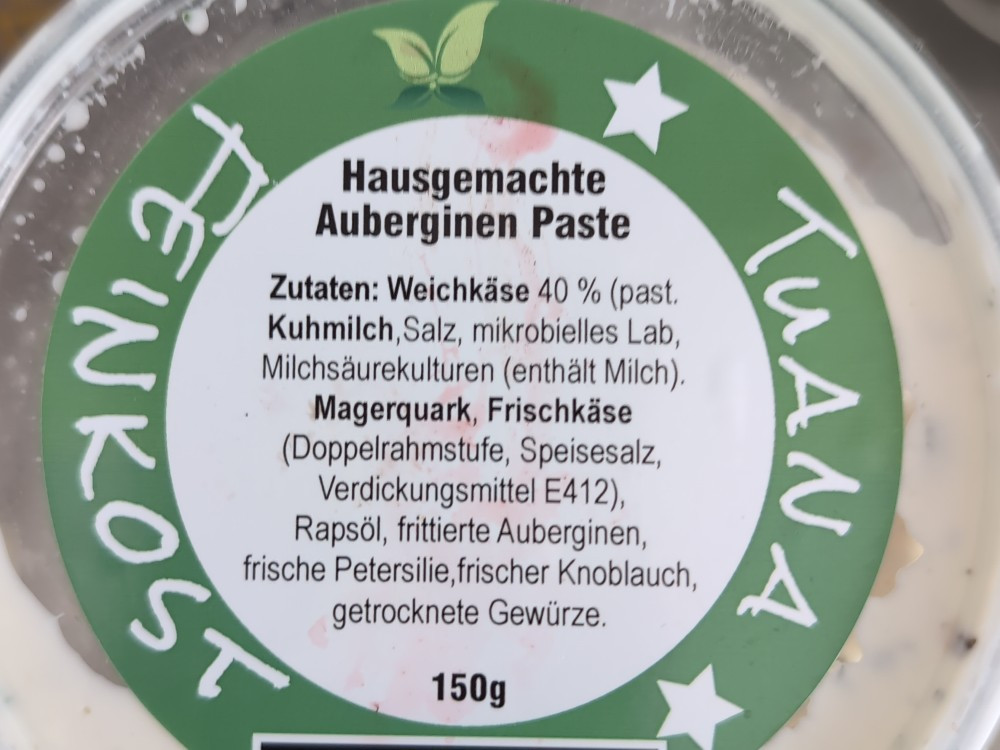 FEINKOST
TUANA
Hausgemachte
Auberginen Paste
Zutaten: Weichkäse 40 % (past.
Kuhmilch,Salz, mikrobielles Lab,
Milchsäurekulturen (enthält Milch).
Magerquark, Frischkäse
(Doppelrahmstufe, Speisesalz,
Verdickungsmittel E412),
Rapsöl, frittierte Auberginen,
frische Petersilie,frischer Knoblauch,
getrocknete Gewürze.
150g